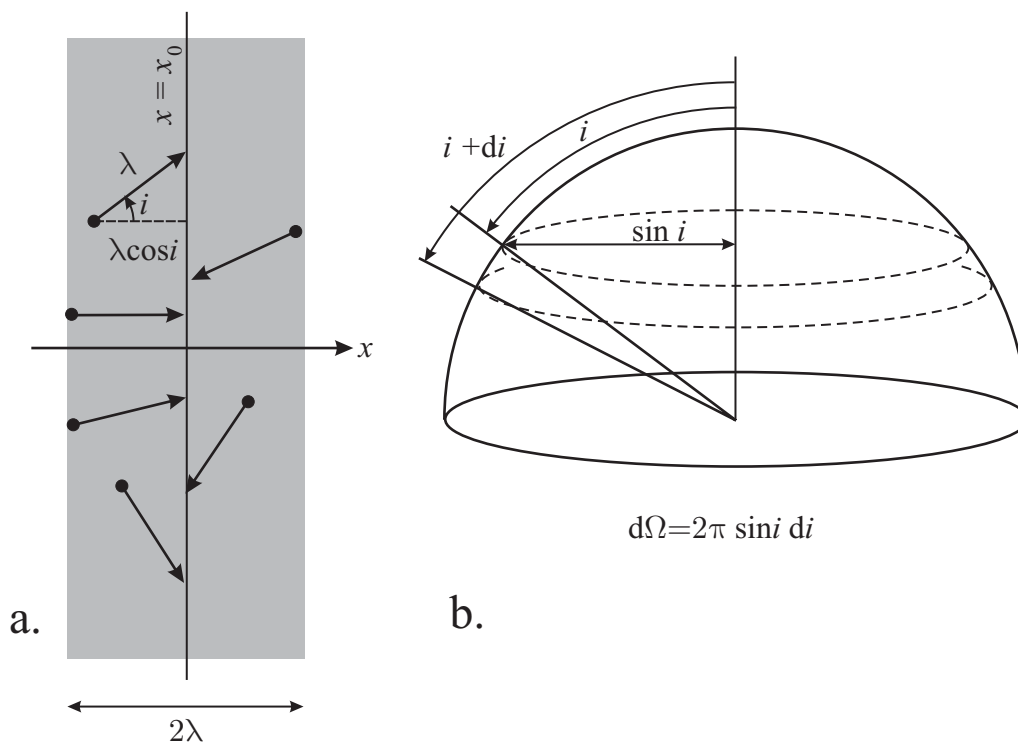 x = x₀
λ
i
λcosi
x
a.
2λ
i +di
i
sin i
dΩ=2π sini di
b.